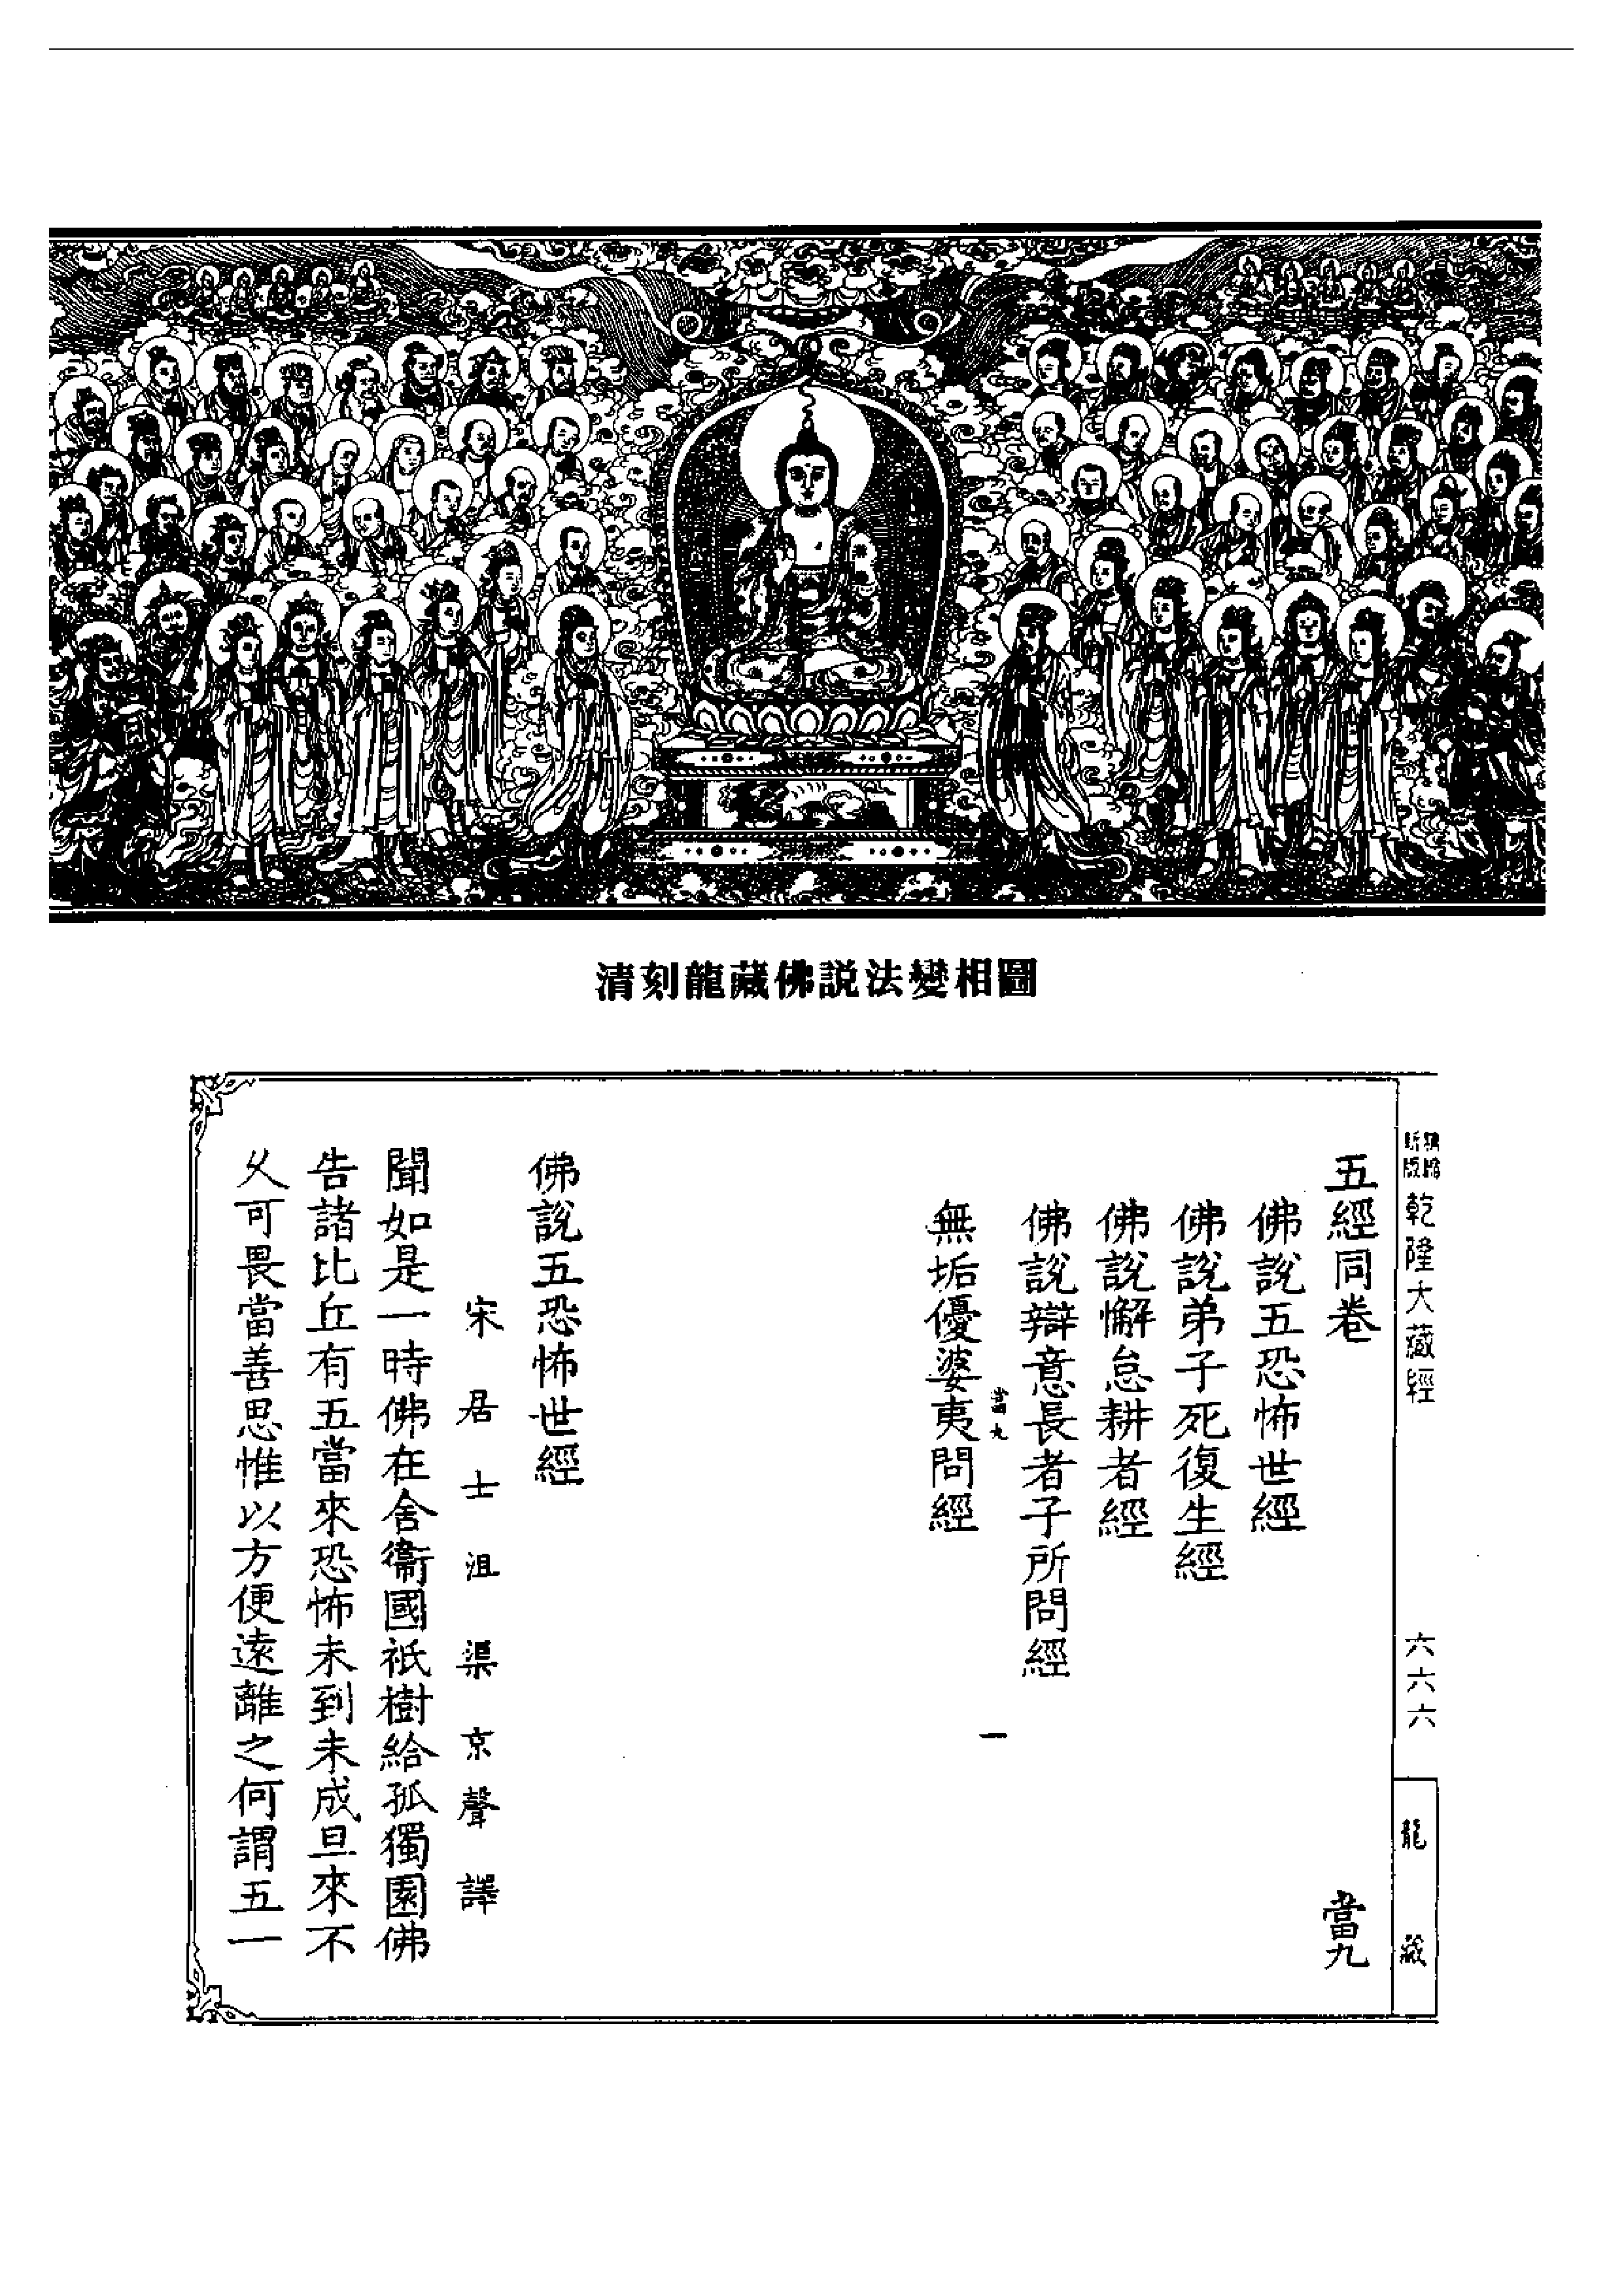 清刻龍藏佛說法變相圖
乾隆大藏經
六六六
龍藏
五經同卷
當九
佛說五恐怖世經
佛說弟子死復生經
佛說懈怠耕者經
佛說辯意長者子所問經
當九
一
無垢優婆夷問經
佛說五恐怖世經
宋居士沮渠京聲譯
聞如是一時佛在舍衞國祇樹給孤獨園佛
告諸比丘有五當來恐怖未到未成旦來不
久可畏當善思惟以方便遠離之何謂五一